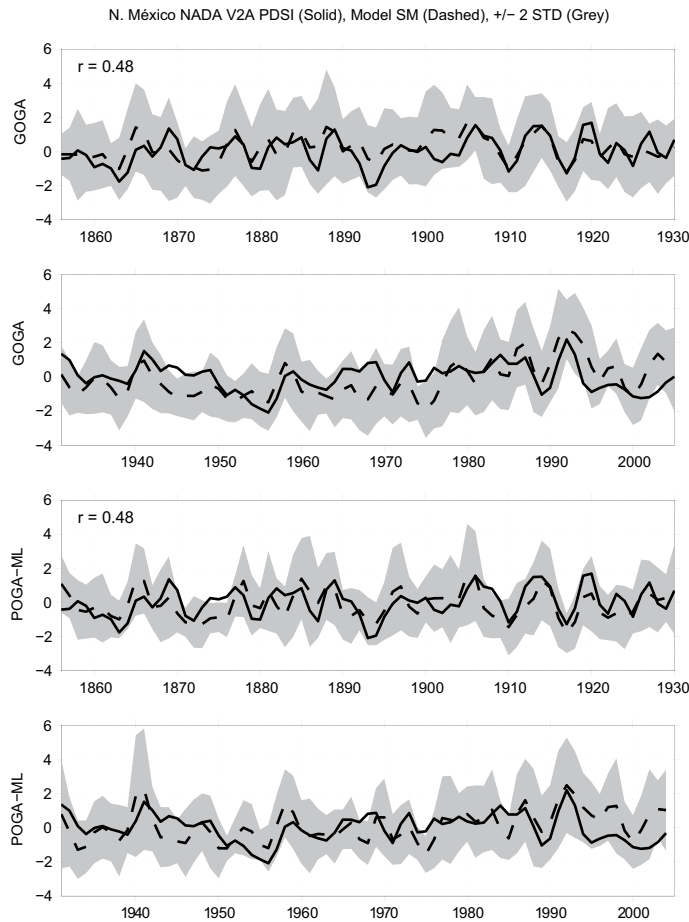 N. México NADA V2A PDSI (Solid), Model SM (Dashed), +/− 2 STD (Grey)
6
4
2
0
−2
−4
GOGA
r = 0.48
1860 1870 1880 1890 1900 1910 1920 1930
6
4
2
0
−2
−4
GOGA
1940 1950 1960 1970 1980 1990 2000
6
4
2
0
−2
−4
POGA−ML
r = 0.48
1860 1870 1880 1890 1900 1910 1920 1930
6
4
2
0
−2
−4
POGA−ML
1940 1950 1960 1970 1980 1990 2000